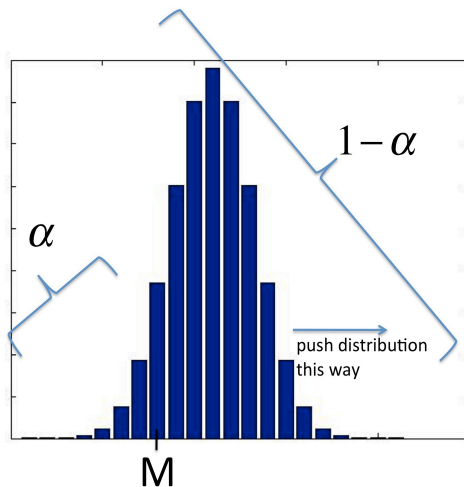 1 − α
α
push distribution
this way
M